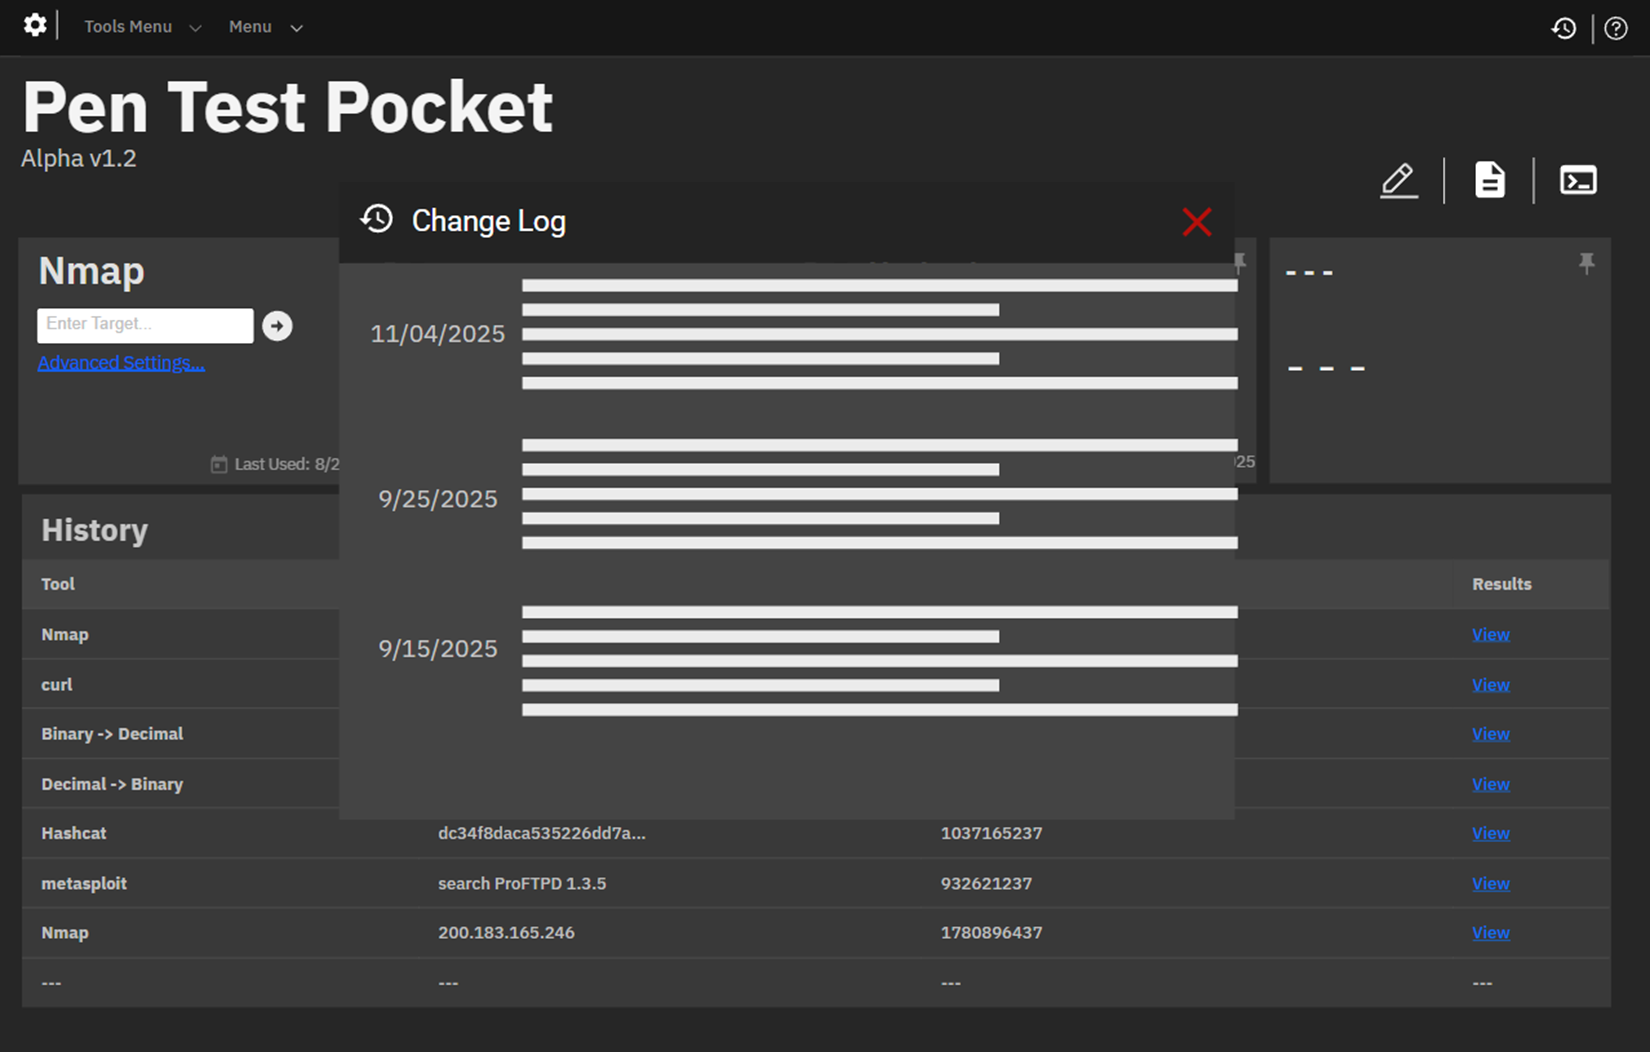 Tools Menu Menu
Pen Test Pocket
Alpha v1.2
Change Log
Nmap
---
Enter Target...
11/04/2025
Advanced Settings...
- - -
Last Used: 8/2
25
9/25/2025
History
Tool Results
Nmap View
9/15/2025
curl View
Binary -> Decimal View
Decimal -> Binary View
Hashcat dc34f8daca535226dd7a... 1037165237 View
metasploit search ProFTPD 1.3.5 932621237 View
Nmap 200.183.165.246 1780896437 View
--- --- --- ---